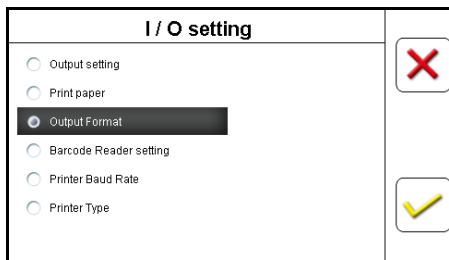 I / O setting
Output setting
Print paper
Output Format
Barcode Reader setting
Printer Baud Rate
Printer Type